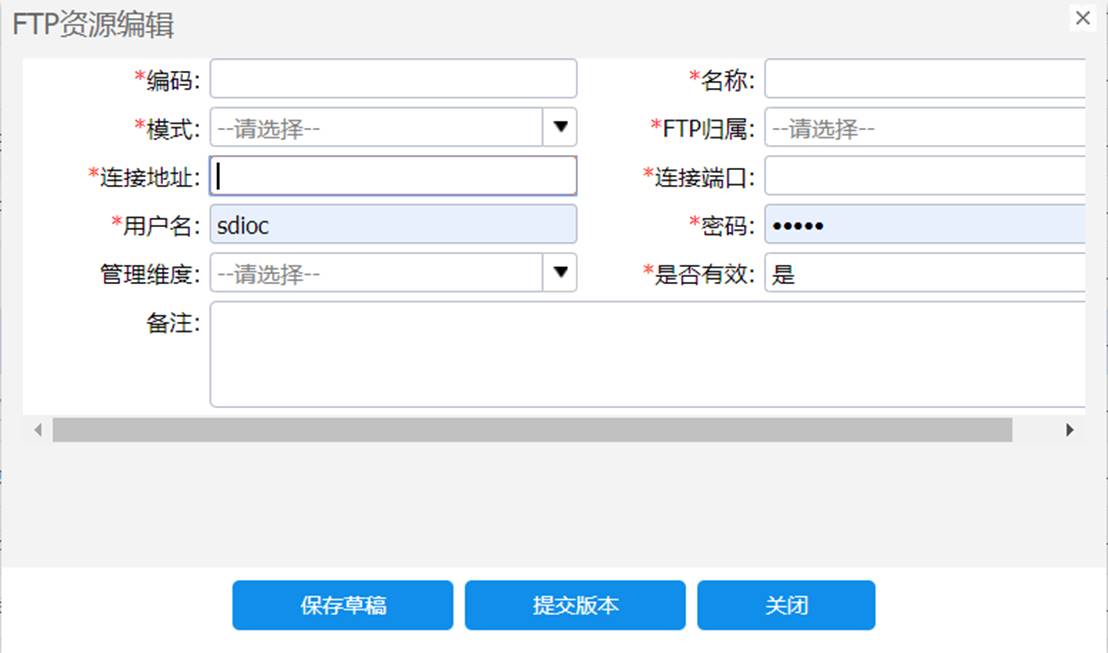 FTP资源编辑
*编码: *名称:
*模式: --请选择-- *FTP归属: --请选择--
*连接地址: *连接端口:
*用户名: sdioc *密码: •••••
管理维度: --请选择-- *是否有效: 是
备注:
保存草稿 提交版本 关闭